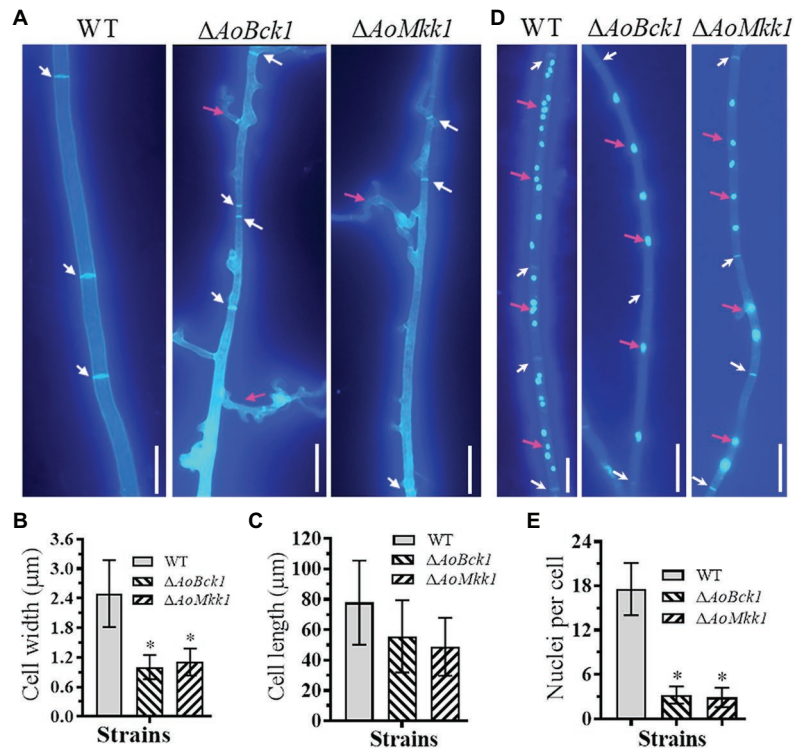 A
WT
ΔAoBck1
ΔAoMkk1
D
WT
ΔAoBck1
ΔAoMkk1
B
Cell width (μm)
3.6
3.0
2.4
1.8
1.2
0.6
0.0
WT
ΔAoBck1
ΔAoMkk1
*
*
Strains
C
Cell length (μm)
120
100
80
60
40
20
0
WT
ΔAoBck1
ΔAoMkk1
Strains
E
Nuclei per cell
24
18
12
6
0
WT
ΔAoBck1
ΔAoMkk1
*
*
Strains